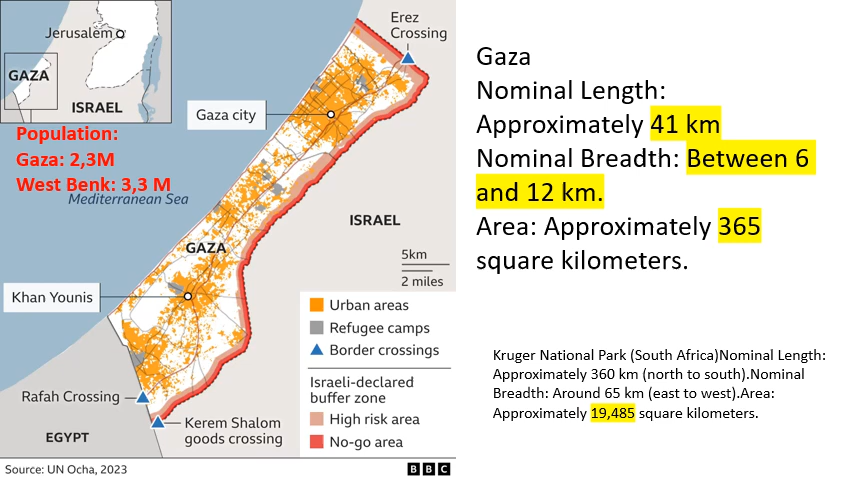 Erez
Crossing
Jerusalem
GAZA
ISRAEL
Gaza city
Population:
Gaza: 2,3M
West Benk: 3,3 M
Mediterranean Sea
ISRAEL
GAZA
5km
2 miles
Khan Younis
Urban areas
Refugee camps
Border crossings
Israeli-declared
buffer zone
High risk area
No-go area
Rafah Crossing
Kerem Shalom
goods crossing
EGYPT
Source: UN Ocha, 2023
BBC
Gaza
Nominal Length:
Approximately 41 km
Nominal Breadth: Between 6
and 12 km.
Area: Approximately 365
square kilometers.
Kruger National Park (South Africa)Nominal Length:
Approximately 360 km (north to south).Nominal
Breadth: Around 65 km (east to west).Area:
Approximately 19,485 square kilometers.